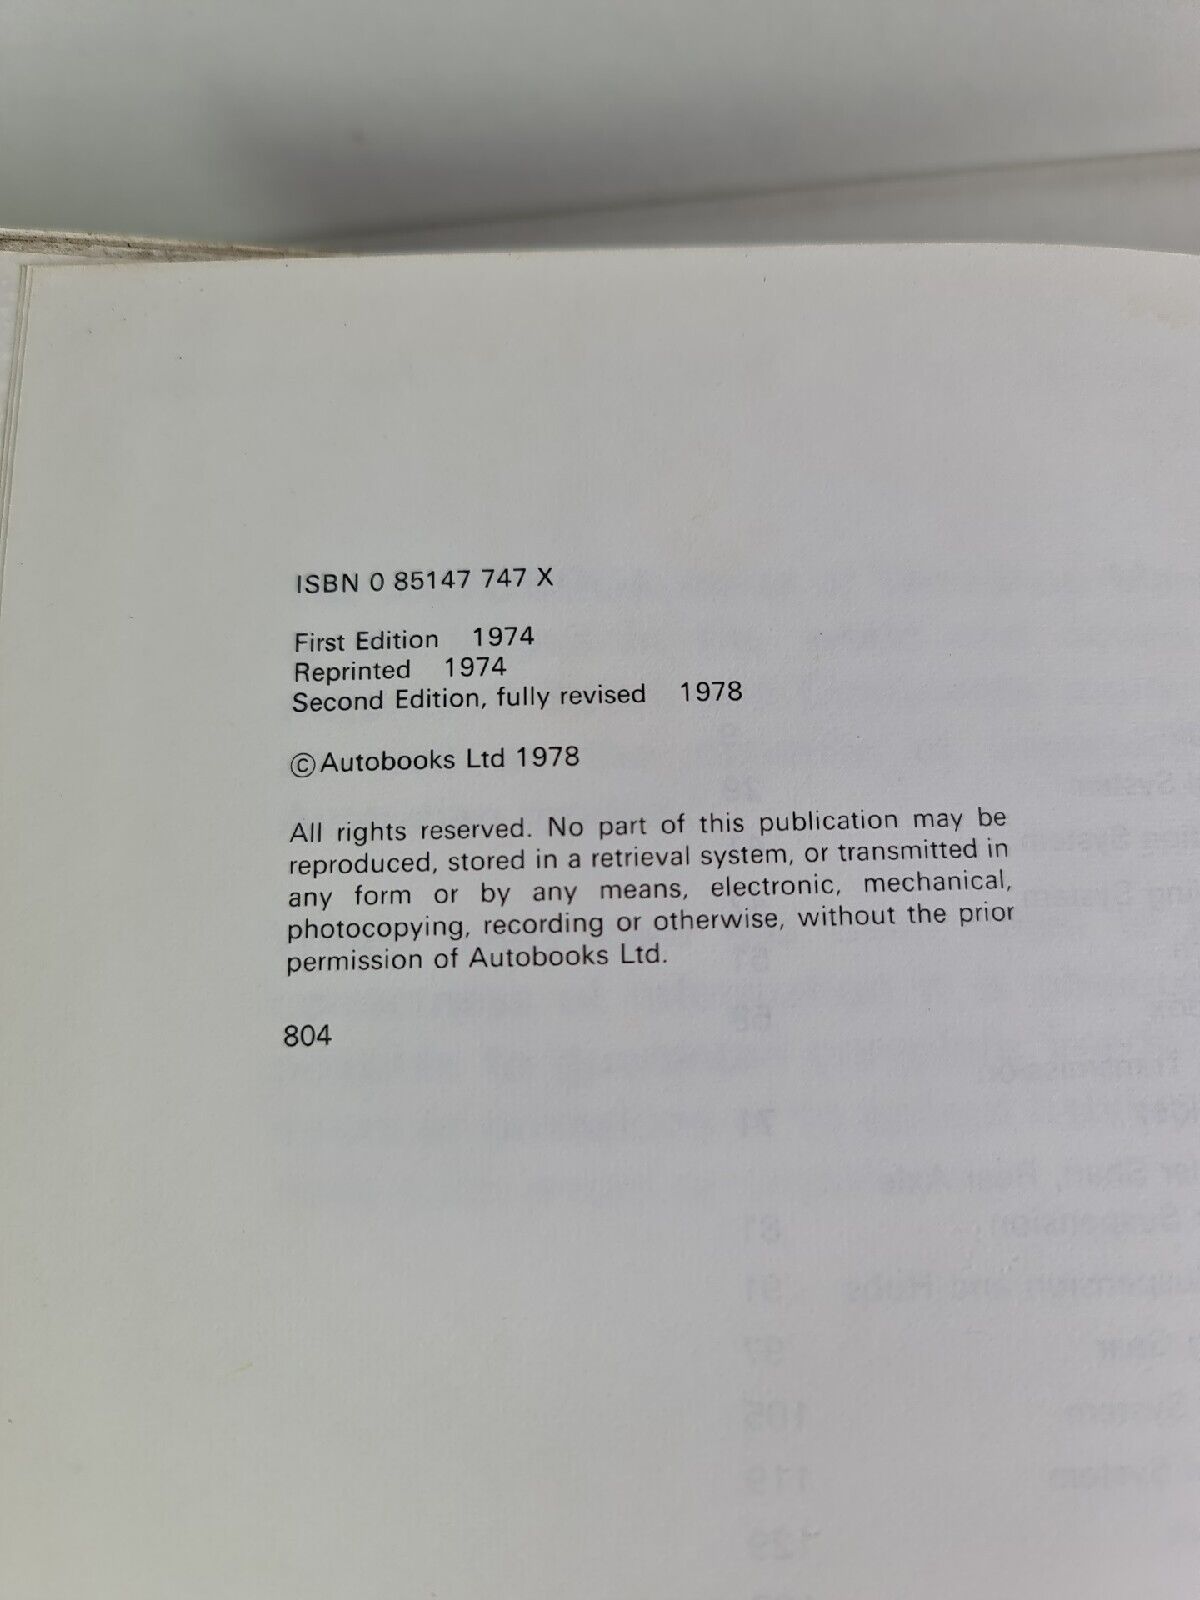 ISBN 0 85147 747 X
First Edition 1974
Reprinted 1974
Second Edition, fully revised 1978
© Autobooks Ltd 1978
All rights reserved. No part of this publication may be
reproduced, stored in a retrieval system, or transmitted in
any form or by any means, electronic, mechanical,
photocopying, recording or otherwise, without the prior
permission of Autobooks Ltd.
804